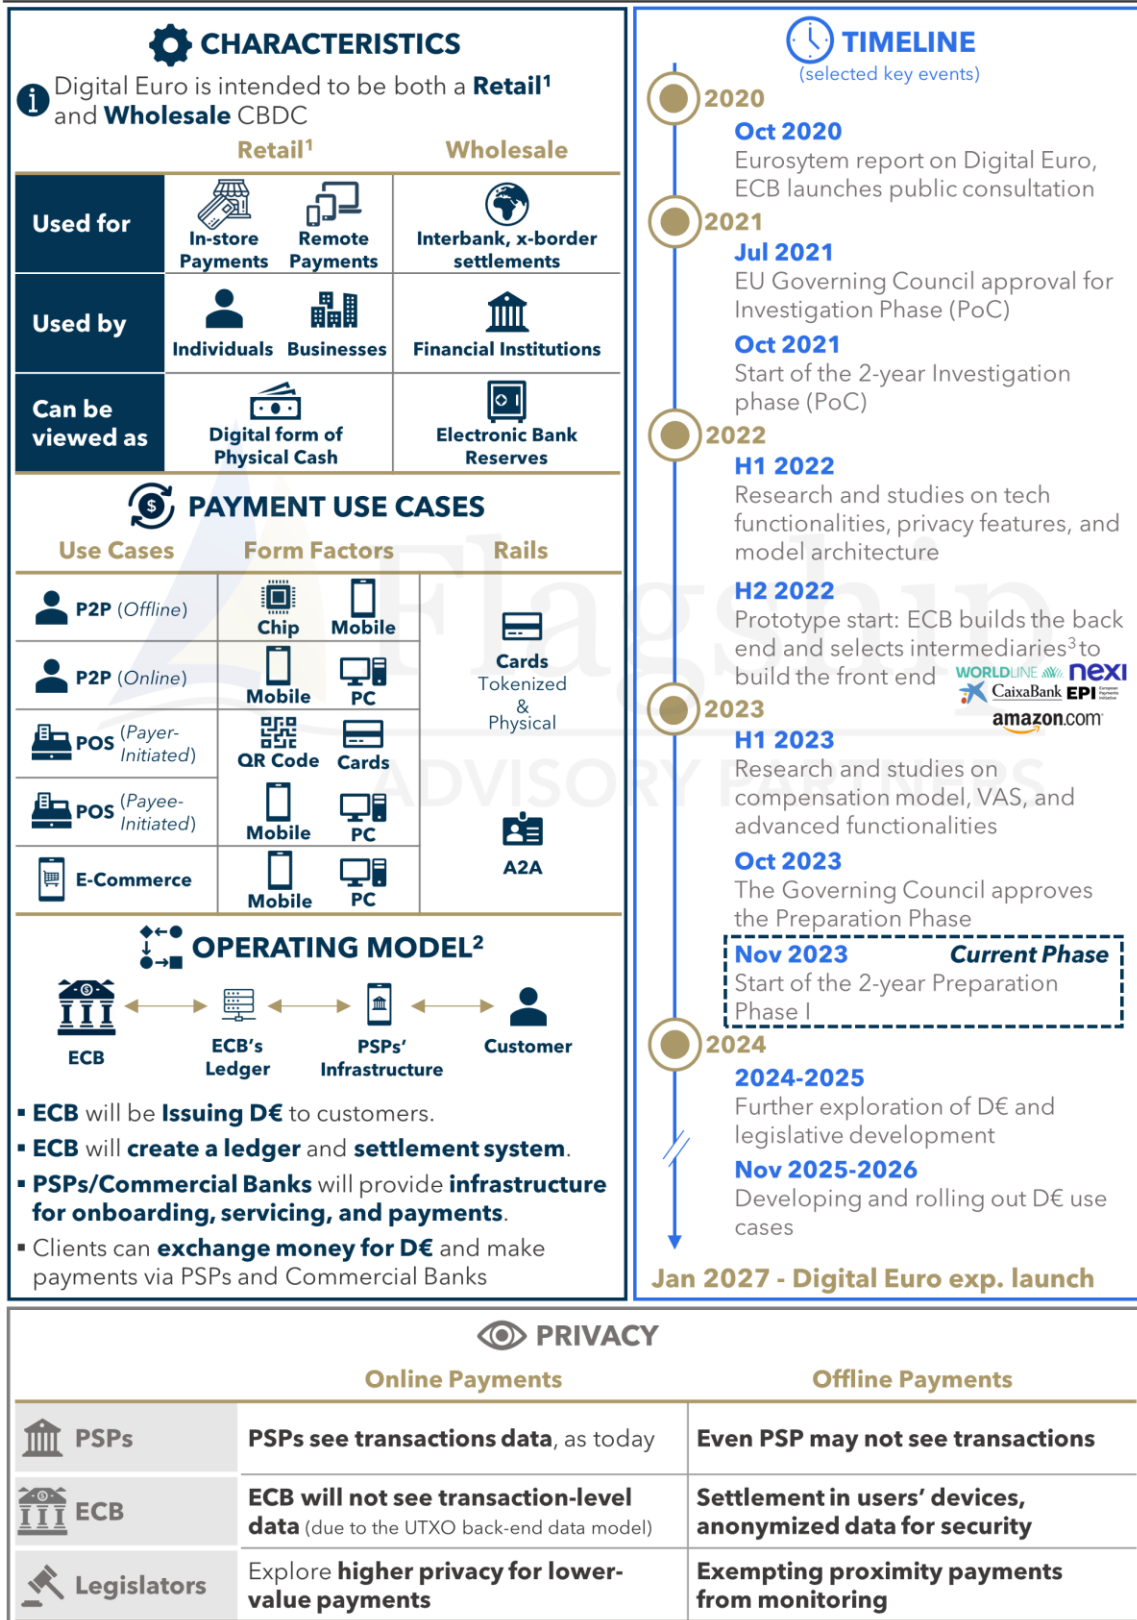 CHARACTERISTICS
Digital Euro is intended to be both a Retail¹
and Wholesale CBDC
Retail¹ Wholesale
Used for
In-store
Payments
Remote
Payments
Interbank, x-border
settlements
Used by
Individuals Businesses Financial Institutions
Can be
viewed as
Digital form of
Physical Cash
Electronic Bank
Reserves
PAYMENT USE CASES
Use Cases Form Factors Rails
P2P (Offline)
Chip Mobile
P2P (Online)
Mobile PC
POS (Payer-
Initiated)
QR Code Cards
POS (Payee-
Initiated)
Mobile PC
E-Commerce
Mobile PC
Cards
Tokenized
&
Physical
A2A
OPERATING MODEL²
ECB
ECB's
Ledger
PSPs'
Infrastructure
Customer
▪ ECB will be Issuing D€ to customers.
▪ ECB will create a ledger and settlement system.
▪ PSPs/Commercial Banks will provide infrastructure
for onboarding, servicing, and payments.
▪ Clients can exchange money for D€ and make
payments via PSPs and Commercial Banks
TIMELINE
(selected key events)
2020
Oct 2020
Eurosytem report on Digital Euro,
ECB launches public consultation
2021
Jul 2021
EU Governing Council approval for
Investigation Phase (PoC)
Oct 2021
Start of the 2-year Investigation
phase (PoC)
2022
H1 2022
Research and studies on tech
functionalities, privacy features, and
model architecture
H2 2022
Prototype start: ECB builds the back
end and selects intermediaries³ to
build the front end
WORLDLINE nexi
CaixaBank EPI
amazon.com
2023
H1 2023
Research and studies on
compensation model, VAS, and
advanced functionalities
Oct 2023
The Governing Council approves
the Preparation Phase
Nov 2023 Current Phase
Start of the 2-year Preparation
Phase I
2024
2024-2025
Further exploration of D€ and
legislative development
Nov 2025-2026
Developing and rolling out D€ use
cases
Jan 2027 - Digital Euro exp. launch
Flagship
ADVISORY PARTNERS
PRIVACY
Online Payments Offline Payments
PSPs
PSPs see transactions data, as today
Even PSP may not see transactions
ECB
ECB will not see transaction-level
data (due to the UTXO back-end data model)
Settlement in users' devices,
anonymized data for security
Legislators
Explore higher privacy for lower-
value payments
Exempting proximity payments
from monitoring